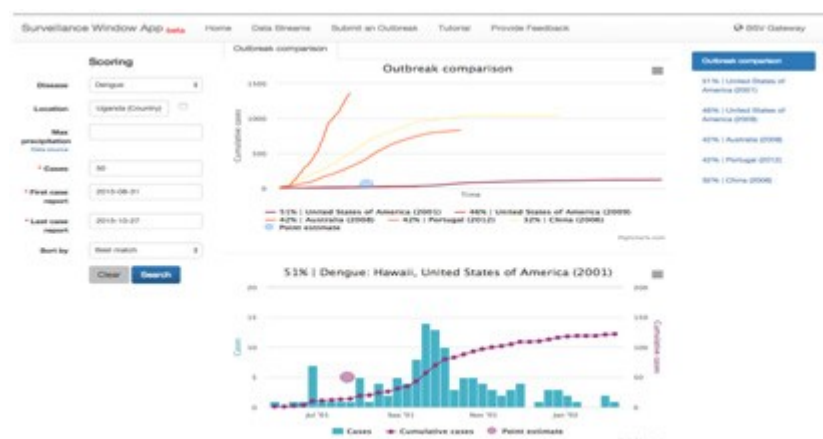 Surveillance Window App beta
Home Data Streams Submit an Outbreak Tutorial Provide Feedback BSV Gateway
Scoring
Disease Dengue
Location Uganda (Country)
Max precipitation
Data source
* Cases 50
* First case report 2015-08-31
* Last case report 2015-10-27
Sort by Best match
Clear Search
Outbreak comparison
Outbreak comparison
Cumulative cases
1500
1000
500
0
Time
51% | United States of America (2001) 46% | United States of America (2009)
42% | Australia (2008) 42% | Portugal (2012) 32% | China (2006)
Point estimate
Highcharts.com
51% | Dengue: Hawaii, United States of America (2001)
Cases
20
15
10
5
0
Cumulative cases
200
150
100
50
0
Jul '01 Sep '01 Nov '01 Jan '02
Cases Cumulative cases Point estimate
Outbreak comparison
51% | United States of
America (2001)
46% | United States of
America (2009)
42% | Australia (2008)
42% | Portugal (2012)
32% | China (2006)